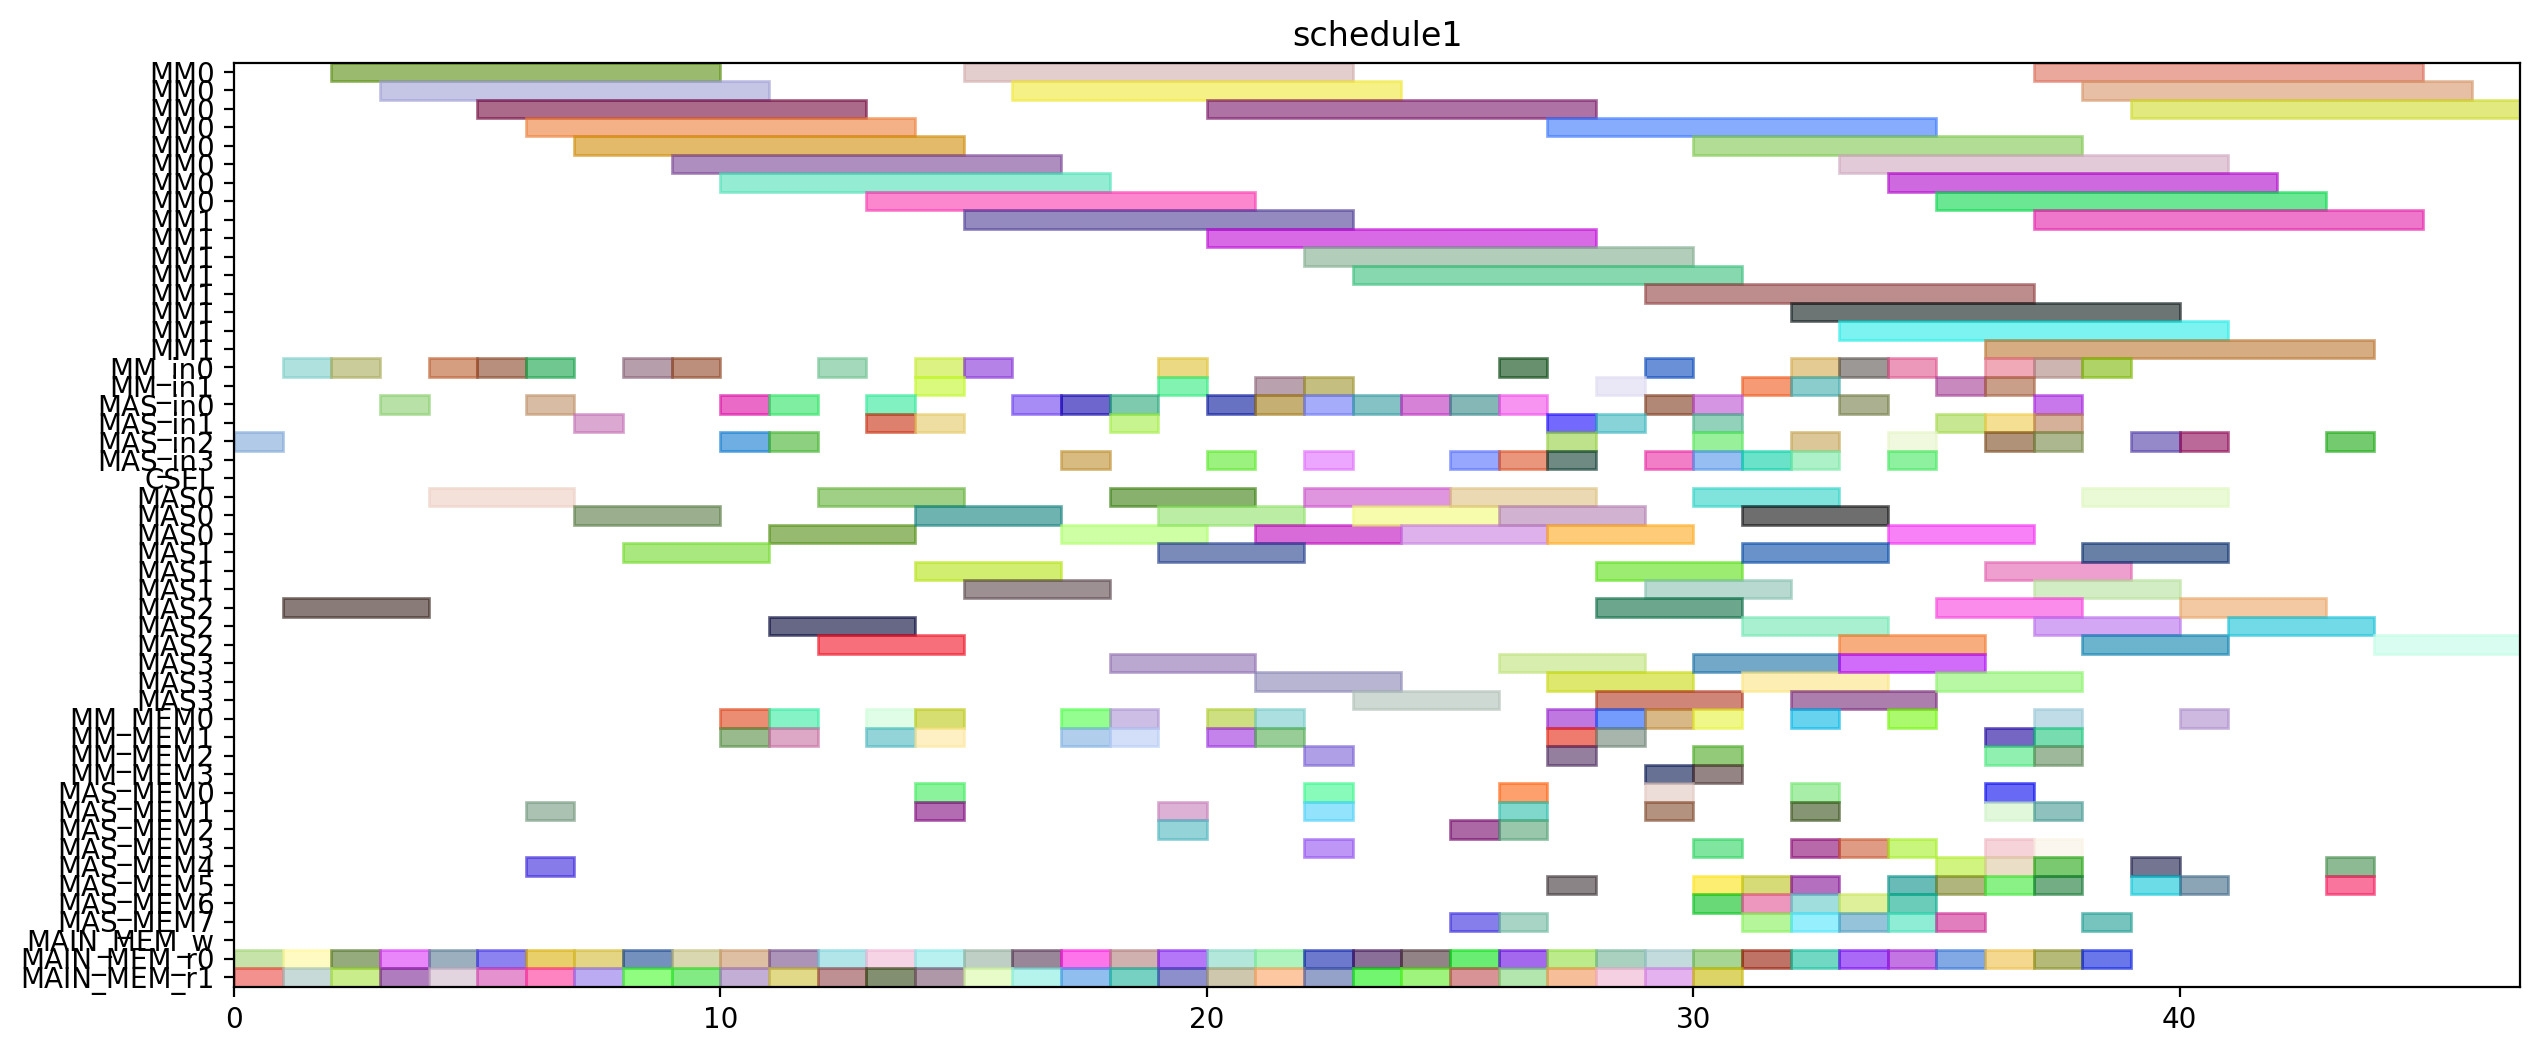 schedule1
MM0
MM0
MM0
MM0
MM0
MM0
MM0
MM0
MM1
MM1
MM1
MM1
MM1
MM1
MM1
MM1
MM_in0
MM_in1
MAS_in0
MAS_in1
MAS_in2
MAS_in3
CSEL
MAS0
MAS0
MAS0
MAS1
MAS1
MAS1
MAS2
MAS2
MAS2
MAS3
MAS3
MAS3
MM_MEM0
MM_MEM1
MM_MEM2
MM_MEM3
MAS_MEM0
MAS_MEM1
MAS_MEM2
MAS_MEM3
MAS_MEM4
MAS_MEM5
MAS_MEM6
MAS_MEM7
MAIN_MEM_w
MAIN_MEM_r0
MAIN_MEM_r1
0 10 20 30 40